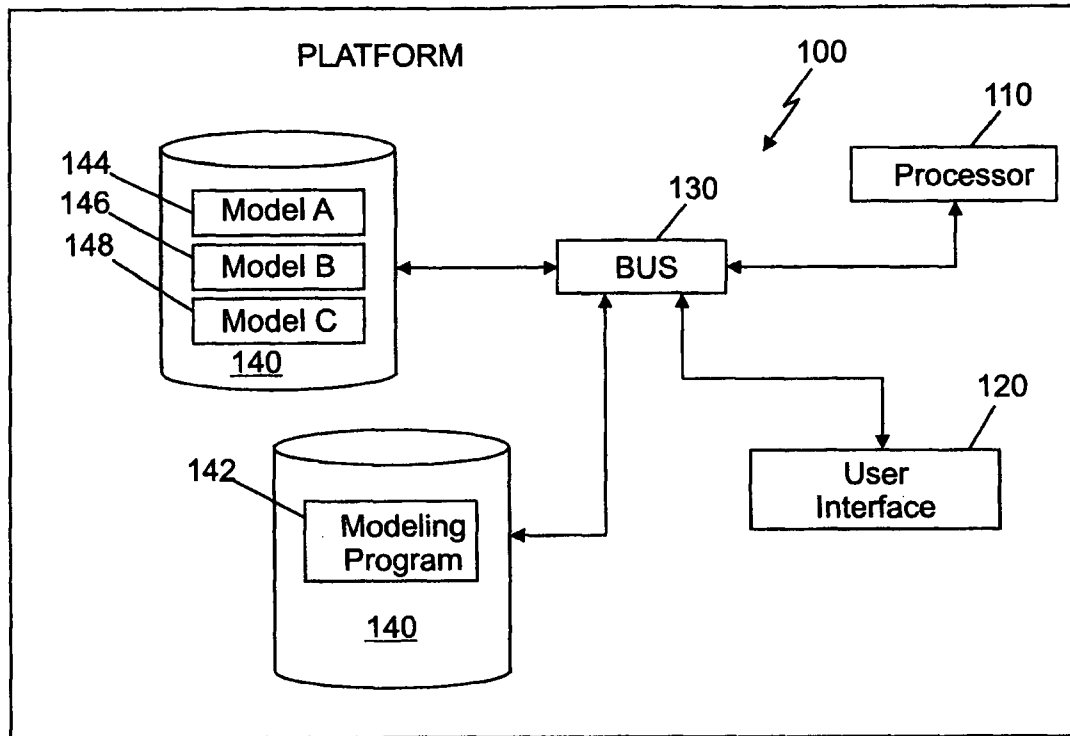 PLATFORM
100
110
Processor
144
146
148
Model A
Model B
Model C
140
130
BUS
120
User
Interface
142
Modeling
Program
140